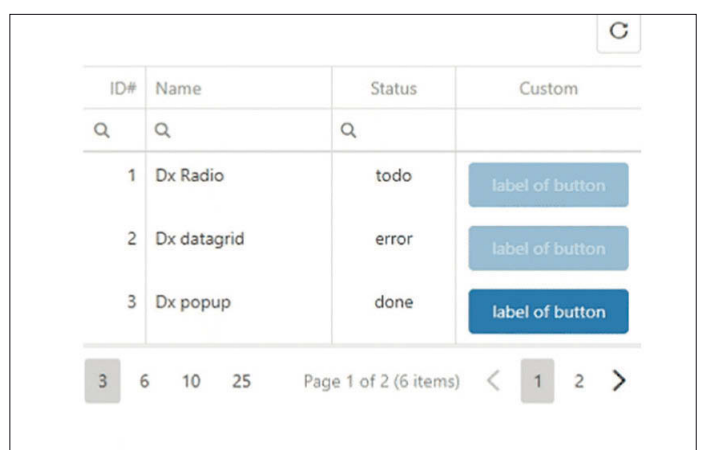 ID# Name Status Custom
1 Dx Radio todo label of button
2 Dx datagrid error label of button
3 Dx popup done label of button
3 6 10 25 Page 1 of 2 (6 items) 1 2